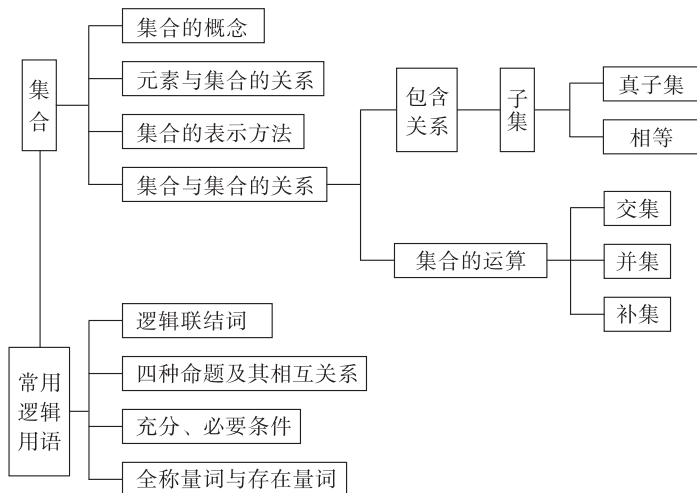 集合
集合的概念
元素与集合的关系
集合的表示方法
集合与集合的关系
包含
关系
子集
真子集
相等
集合的运算
交集
并集
补集
常用
逻辑
用语
逻辑联结词
四种命题及其相互关系
充分、必要条件
全称量词与存在量词